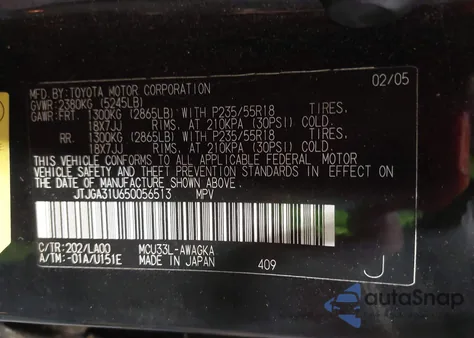 MFD.BY:TOYOTA MOTOR CORPORATION 02/05
GVWR:2380KG (5245LB)
GAWR:FRT. 1300KG (2865LB) WITH P235/55R18 TIRES,
18X7JJ RIMS, AT 210KPA (30PSI) COLD.
RR. 1300KG (2865LB) WITH P235/55R18 TIRES,
18X7JJ RIMS, AT 210KPA (30PSI) COLD.
THIS VEHICLE CONFORMS TO ALL APPLICABLE FEDERAL MOTOR
VEHICLE SAFETY AND THEFT PREVENTION STANDARDS IN EFFECT
ON THE DATE OF MANUFACTURE SHOWN ABOVE.
JTJGA31U650056513 MPV
C/TR:202/LA00 MCU33L-AWAGKA
A/TM:-01A/U151E MADE IN JAPAN 409 J
autoSnap